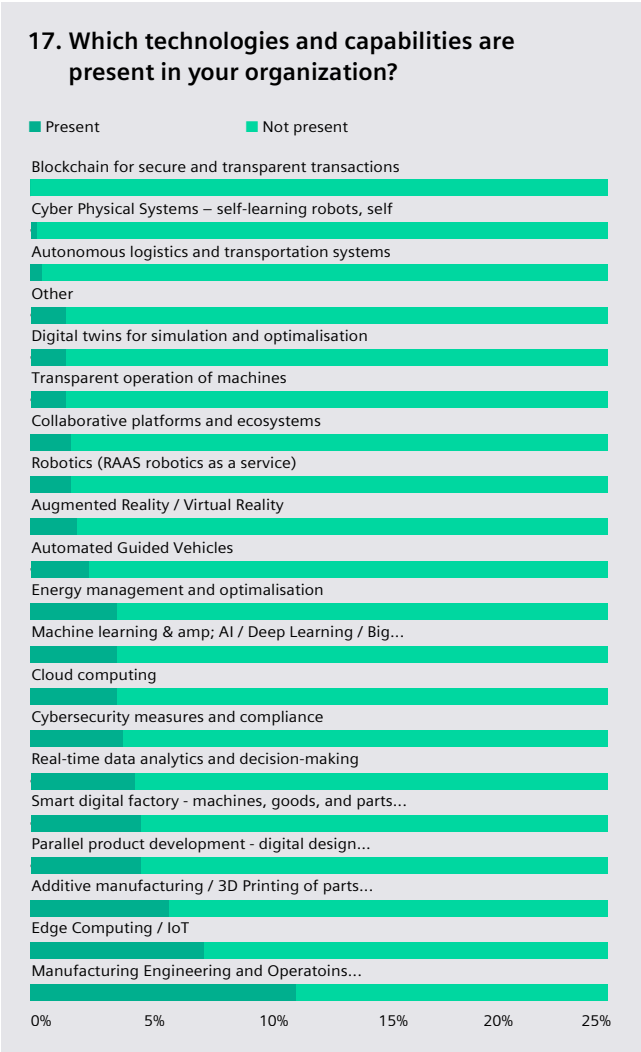 17. Which technologies and capabilities are
present in your organization?
Present
Not present
Blockchain for secure and transparent transactions
Cyber Physical Systems – self-learning robots, self
Autonomous logistics and transportation systems
Other
Digital twins for simulation and optimalisation
Transparent operation of machines
Collaborative platforms and ecosystems
Robotics (RAAS robotics as a service)
Augmented Reality / Virtual Reality
Automated Guided Vehicles
Energy management and optimalisation
Machine learning & amp; AI / Deep Learning / Big...
Cloud computing
Cybersecurity measures and compliance
Real-time data analytics and decision-making
Smart digital factory - machines, goods, and parts...
Parallel product development - digital design...
Additive manufacturing / 3D Printing of parts...
Edge Computing / IoT
Manufacturing Engineering and Operatoins...
0% 5% 10% 15% 20% 25%